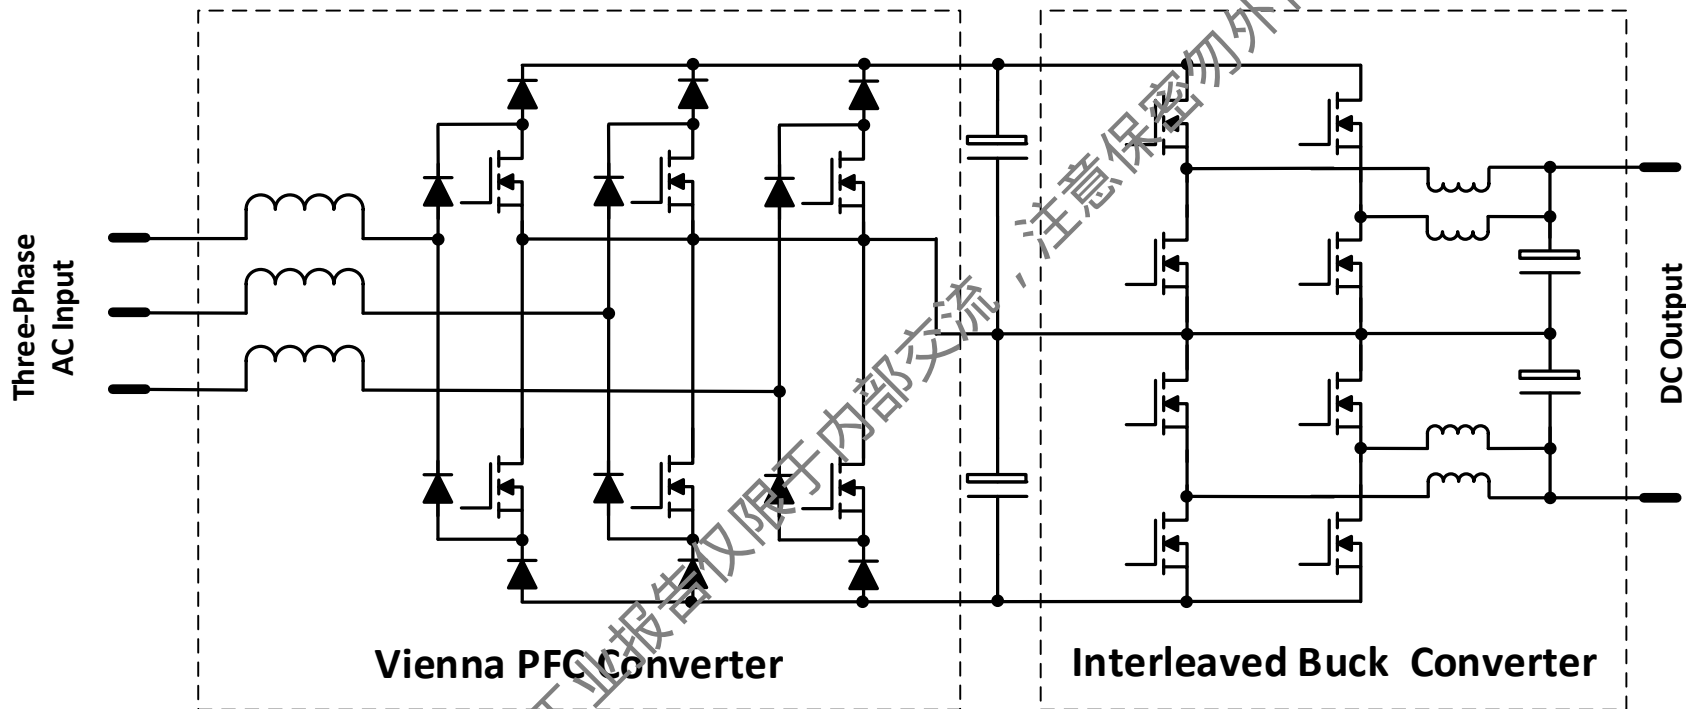 Three-Phase
AC Input
Vienna PFC Converter
Interleaved Buck  Converter
DC Output
工业报告仅限于内部交流，注意保密勿外